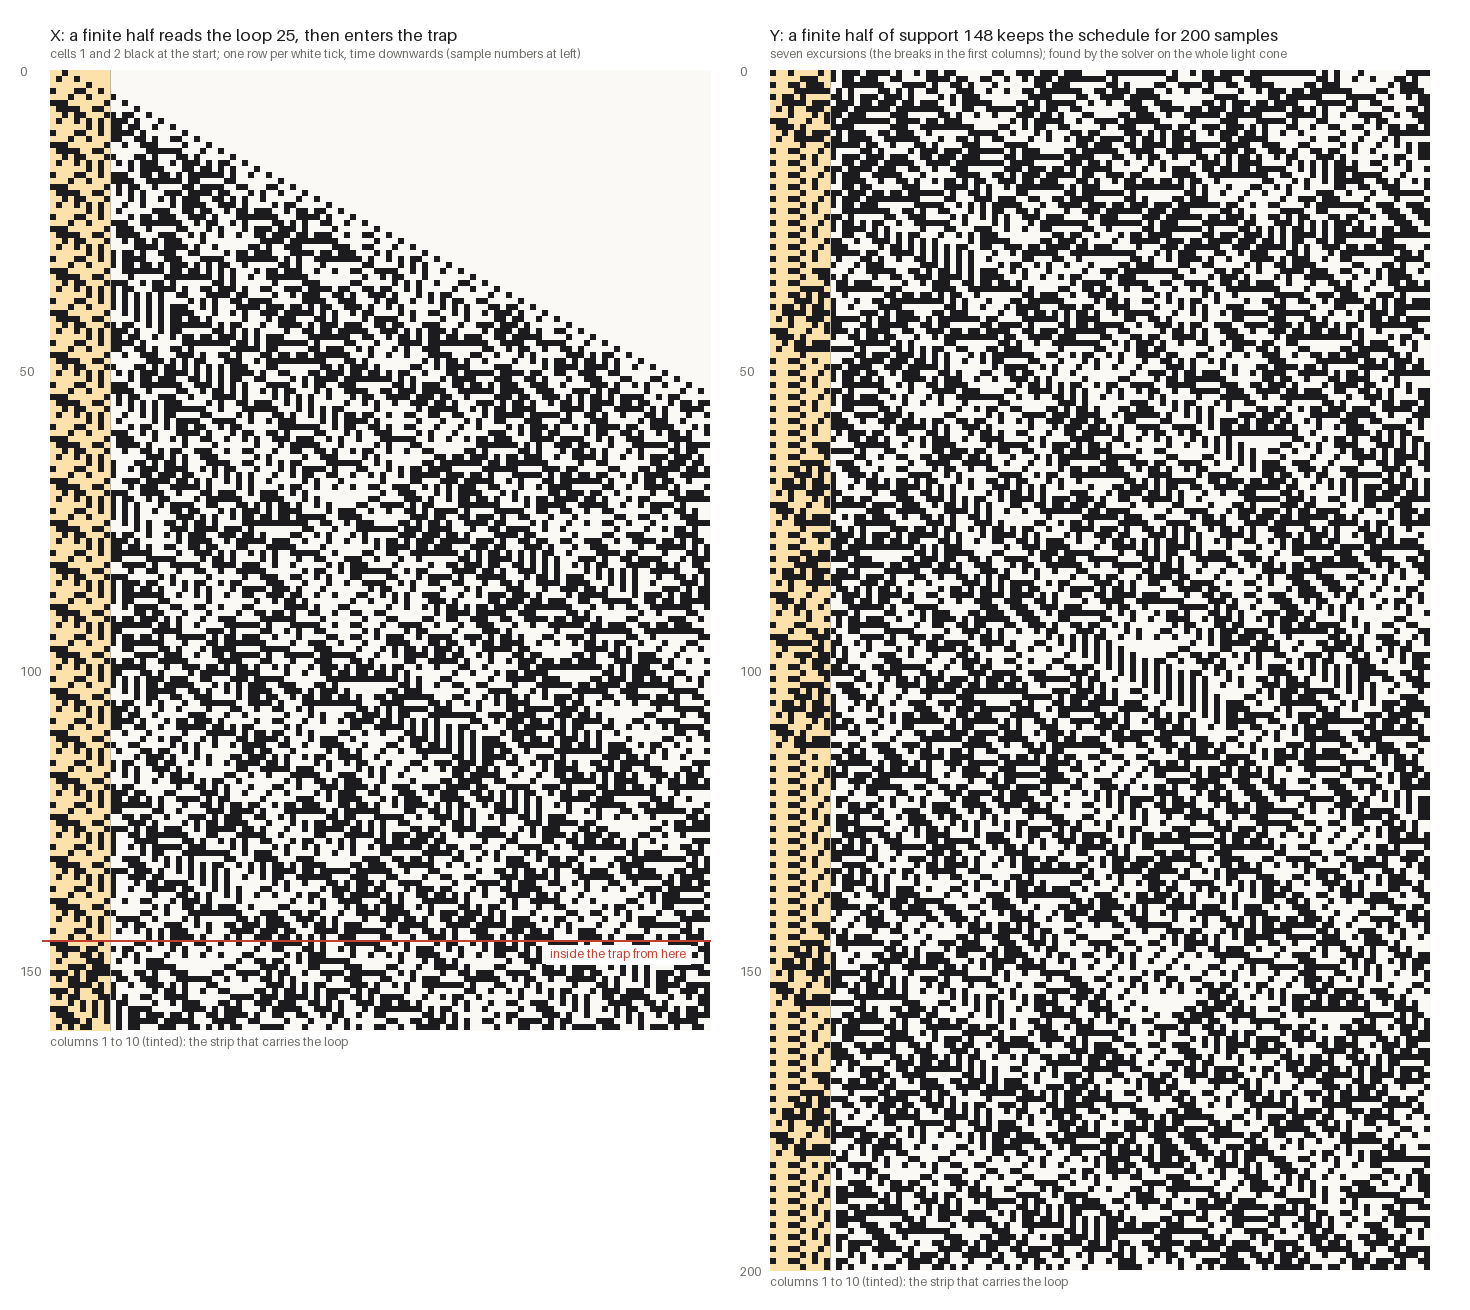 X: a finite half reads the loop 25, then enters the trap
cells 1 and 2 black at the start; one row per white tick, time downwards (sample numbers at left)
0
50
100
150
inside the trap from here
columns 1 to 10 (tinted): the strip that carries the loop
Y: a finite half of support 148 keeps the schedule for 200 samples
seven excursions (the breaks in the first columns); found by the solver on the whole light cone
0
50
100
150
200
columns 1 to 10 (tinted): the strip that carries the loop